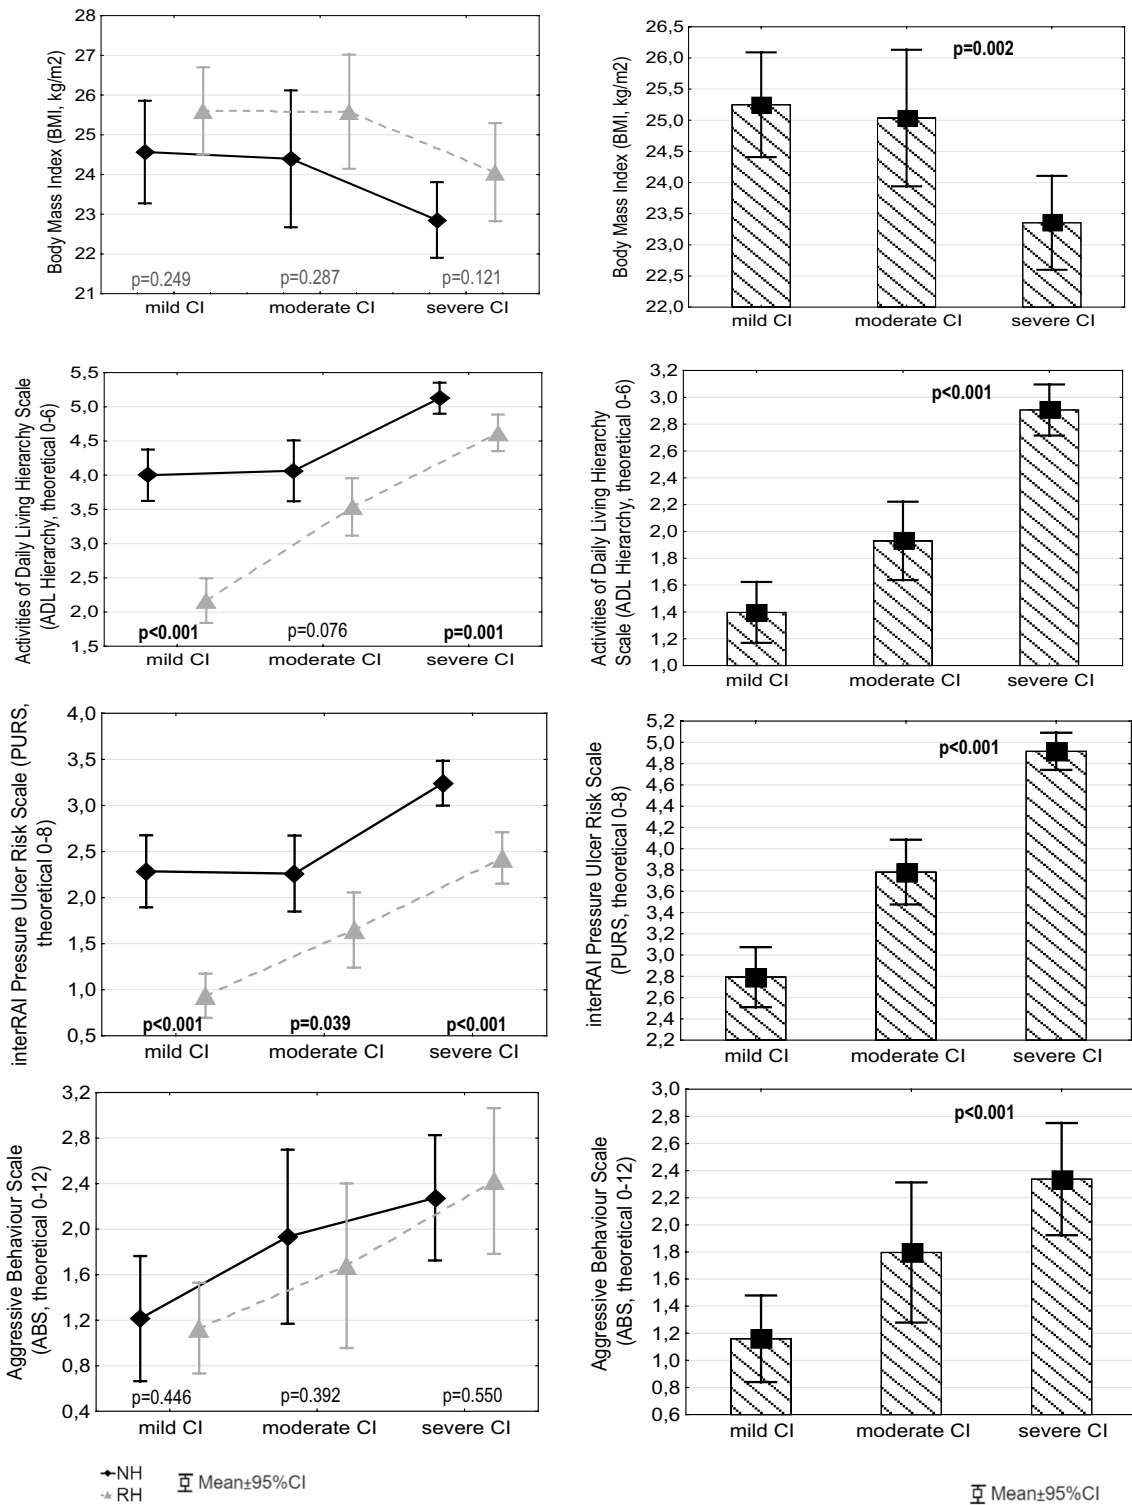 Body Mass Index (BMI, kg/m2)
28
27
26
25
24
23
22
21
p=0.249
p=0.287
p=0.121
mild CI
moderate CI
severe CI
Body Mass Index (BMI, kg/m2)
26,5
26,0
25,5
25,0
24,5
24,0
23,5
23,0
22,5
22,0
p=0.002
mild CI
moderate CI
severe CI
Activities of Daily Living Hierarchy Scale
(ADL Hierarchy, theoretical 0-6)
5,5
5,0
4,5
4,0
3,5
3,0
2,5
2,0
1,5
p<0.001
p=0.076
p=0.001
mild CI
moderate CI
severe CI
Activities of Daily Living Hierarchy
Scale (ADL Hierarchy, theoretical 0-6)
3,2
3,0
2,8
2,6
2,4
2,2
2,0
1,8
1,6
1,4
1,2
1,0
p<0.001
mild CI
moderate CI
severe CI
interRAI Pressure Ulcer Risk Scale (PURS,
theoretical 0-8)
4,0
3,5
3,0
2,5
2,0
1,5
1,0
0,5
p<0.001
p=0.039
p<0.001
mild CI
moderate CI
severe CI
interRAI Pressure Ulcer Risk Scale
(PURS, theoretical 0-8)
5,2
5,0
4,8
4,6
4,4
4,2
4,0
3,8
3,6
3,4
3,2
3,0
2,8
2,6
2,4
2,2
p<0.001
mild CI
moderate CI
severe CI
Aggressive Behaviour Scale
(ABS, theoretical 0-12)
3,2
2,8
2,4
2,0
1,6
1,2
0,8
0,4
p=0.446
p=0.392
p=0.550
mild CI
moderate CI
severe CI
Aggressive Behaviour Scale
(ABS, theoretical 0-12)
3,0
2,8
2,6
2,4
2,2
2,0
1,8
1,6
1,4
1,2
1,0
0,8
0,6
p<0.001
mild CI
moderate CI
severe CI
NH
RH
Mean±95%CI
Mean±95%CI